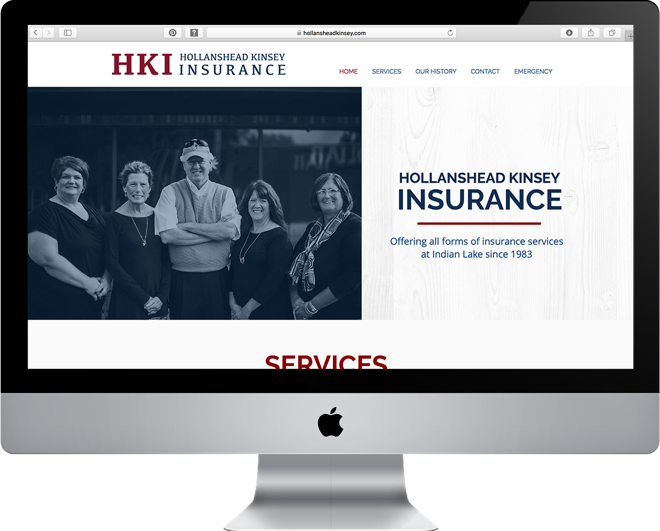 hollansheadkinsey.com
HKI
HOLLANSHEAD KINSEY
INSURANCE
HOME SERVICES OUR HISTORY CONTACT EMERGENCY
HOLLANSHEAD KINSEY
INSURANCE
Offering all forms of insurance services
at Indian Lake since 1983
SERVICES